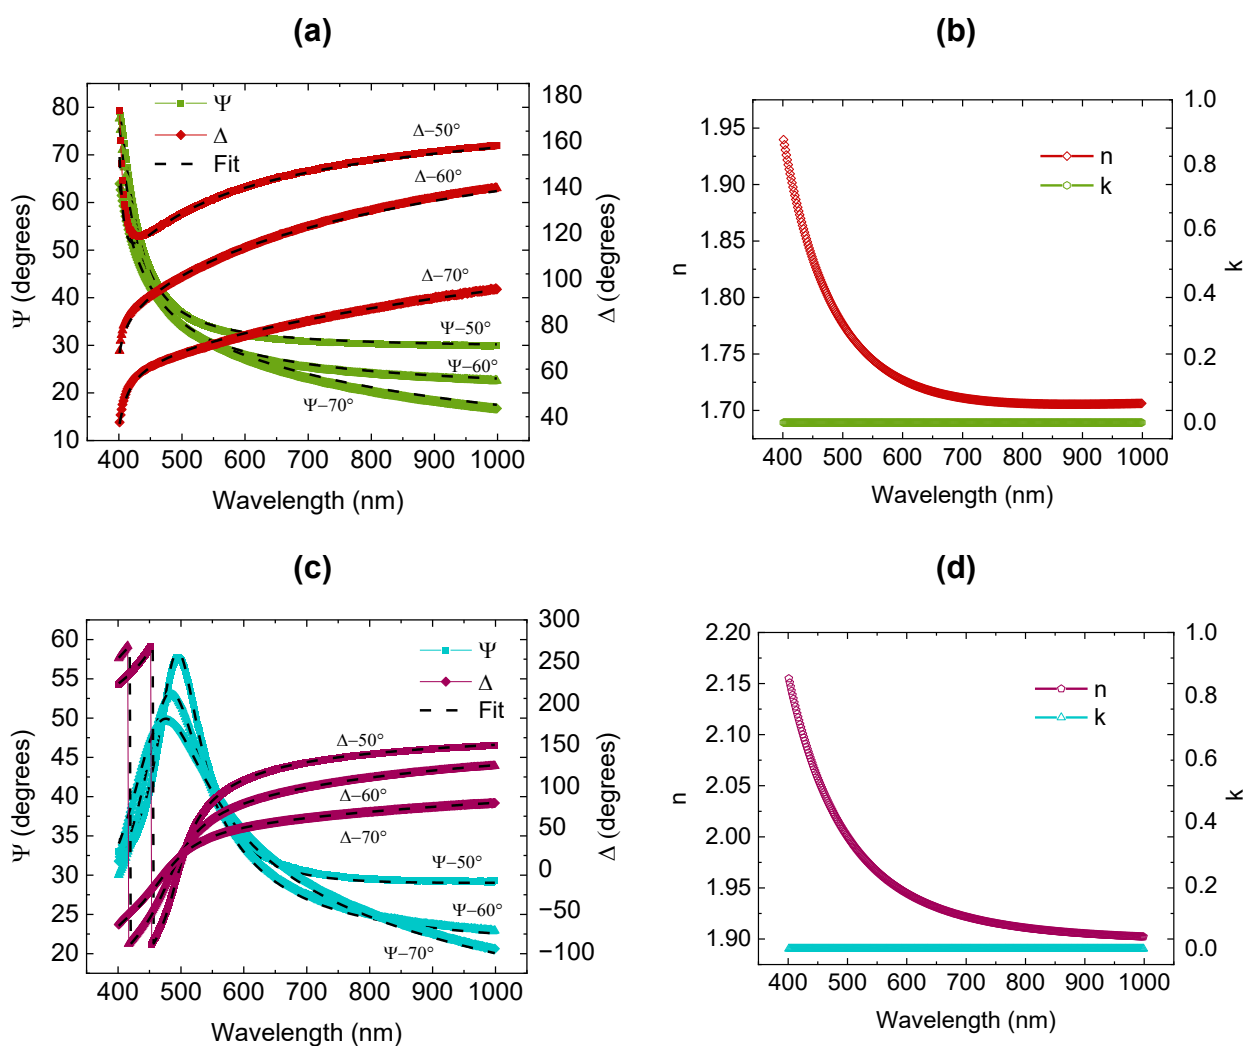 (a)
Ψ
Δ
Fit
Δ−50°
Δ−60°
Δ−70°
Ψ−50°
Ψ−60°
Ψ−70°
80
70
60
50
40
30
20
10
Ψ (degrees)
180
160
140
120
100
80
60
40
Δ (degrees)
400 500 600 700 800 900 1000
Wavelength (nm)
(b)
n
k
1.95
1.90
1.85
1.80
1.75
1.70
n
1.0
0.8
0.6
0.4
0.2
0.0
k
400 500 600 700 800 900 1000
Wavelength (nm)
(c)
Ψ
Δ
Fit
Δ−50°
Δ−60°
Δ−70°
Ψ−50°
Ψ−60°
Ψ−70°
60
55
50
45
40
35
30
25
20
Ψ (degrees)
300
250
200
150
100
50
0
−50
−100
Δ (degrees)
400 500 600 700 800 900 1000
Wavelength (nm)
(d)
n
k
2.20
2.15
2.10
2.05
2.00
1.95
1.90
n
1.0
0.8
0.6
0.4
0.2
0.0
k
400 500 600 700 800 900 1000
Wavelength (nm)